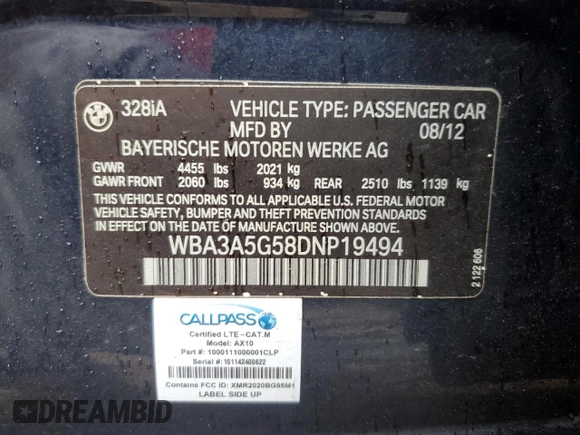 328iA VEHICLE TYPE: PASSENGER CAR
MFD BY 08/12
BAYERISCHE MOTOREN WERKE AG
GVWR 4455 lbs 2021 kg
GAWR FRONT 2060 lbs 934 kg REAR 2510 lbs 1139 kg
THIS VEHICLE CONFORMS TO ALL APPLICABLE U.S. FEDERAL MOTOR
VEHICLE SAFETY, BUMPER AND THEFT PREVENTION STANDARDS
IN EFFECT ON THE DATE OF MANUFACTURE SHOWN ABOVE.
WBA3A5G58DNP19494
2 122 606
CALLPASS
Certified LTE-CAT.M
Model: AX10
Part #: 1000111000001CLP
Serial #: 101142400622
Contains FCC ID: XMR2020BG95M1
LABEL SIDE UP
DREAMBID.COM